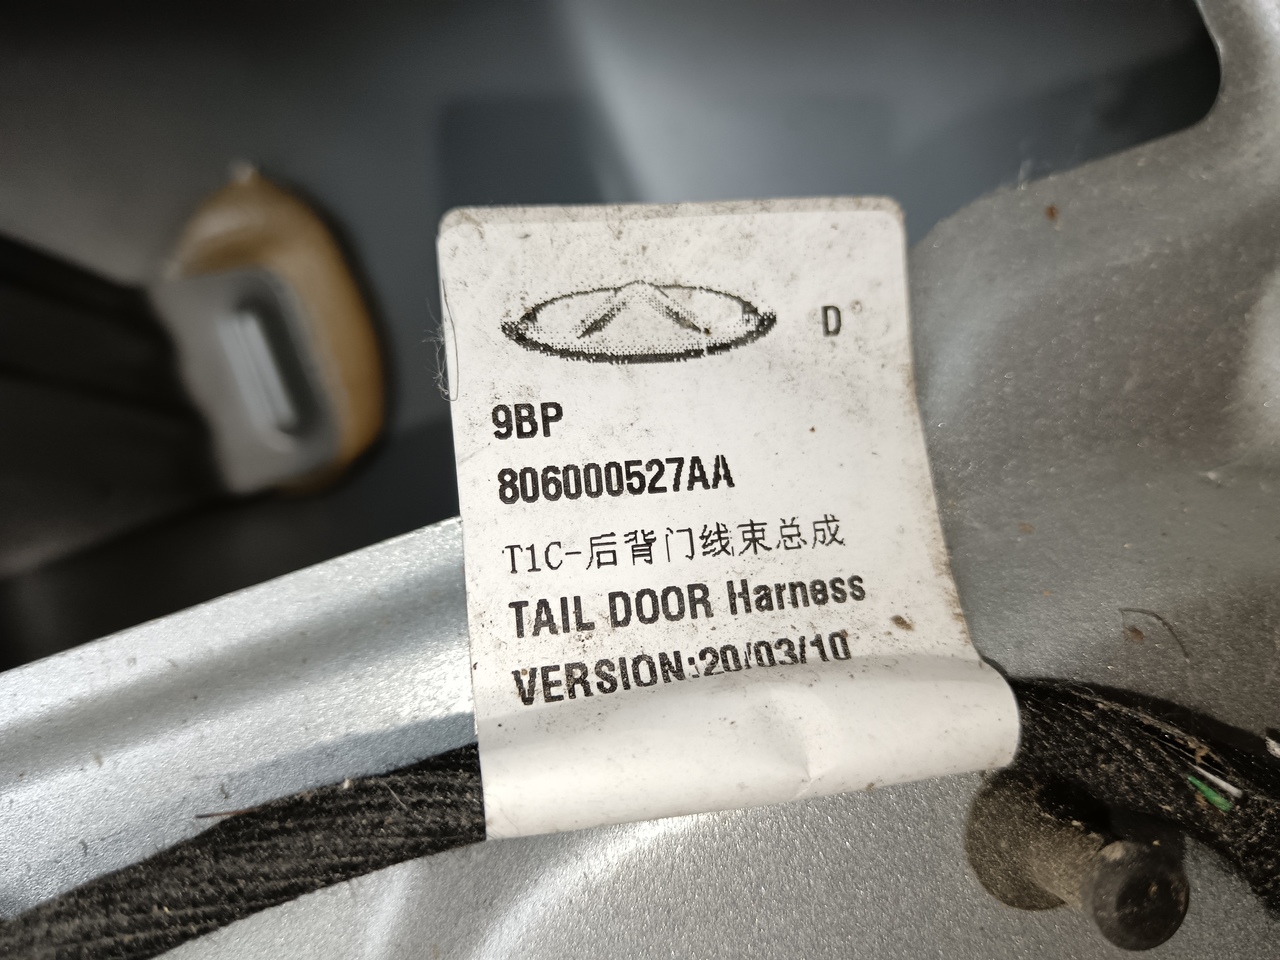 D
9BP
806000527AA
T1C-后背门线束总成
TAIL DOOR Harness
VERSION:20/03/10